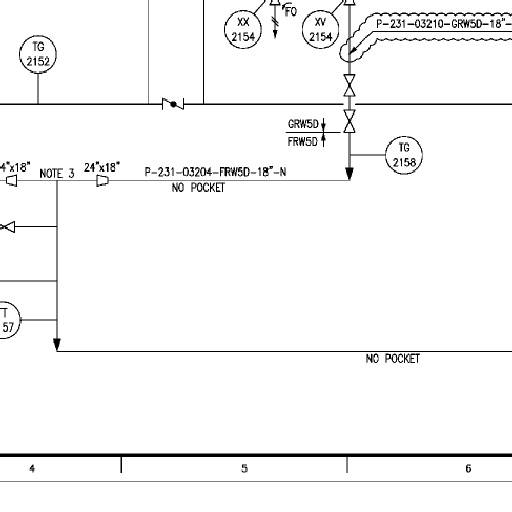 XX
2154
FO
XV
2154
P-231-03210-GRW5D-18"-
TG
2152
GRW5D
FRW5D
TG
2158
4"x18"
NOTE 3
24"x18"
P-231-03204-FRW5D-18"-N
NO POCKET
T
57
NO POCKET
4
5
6